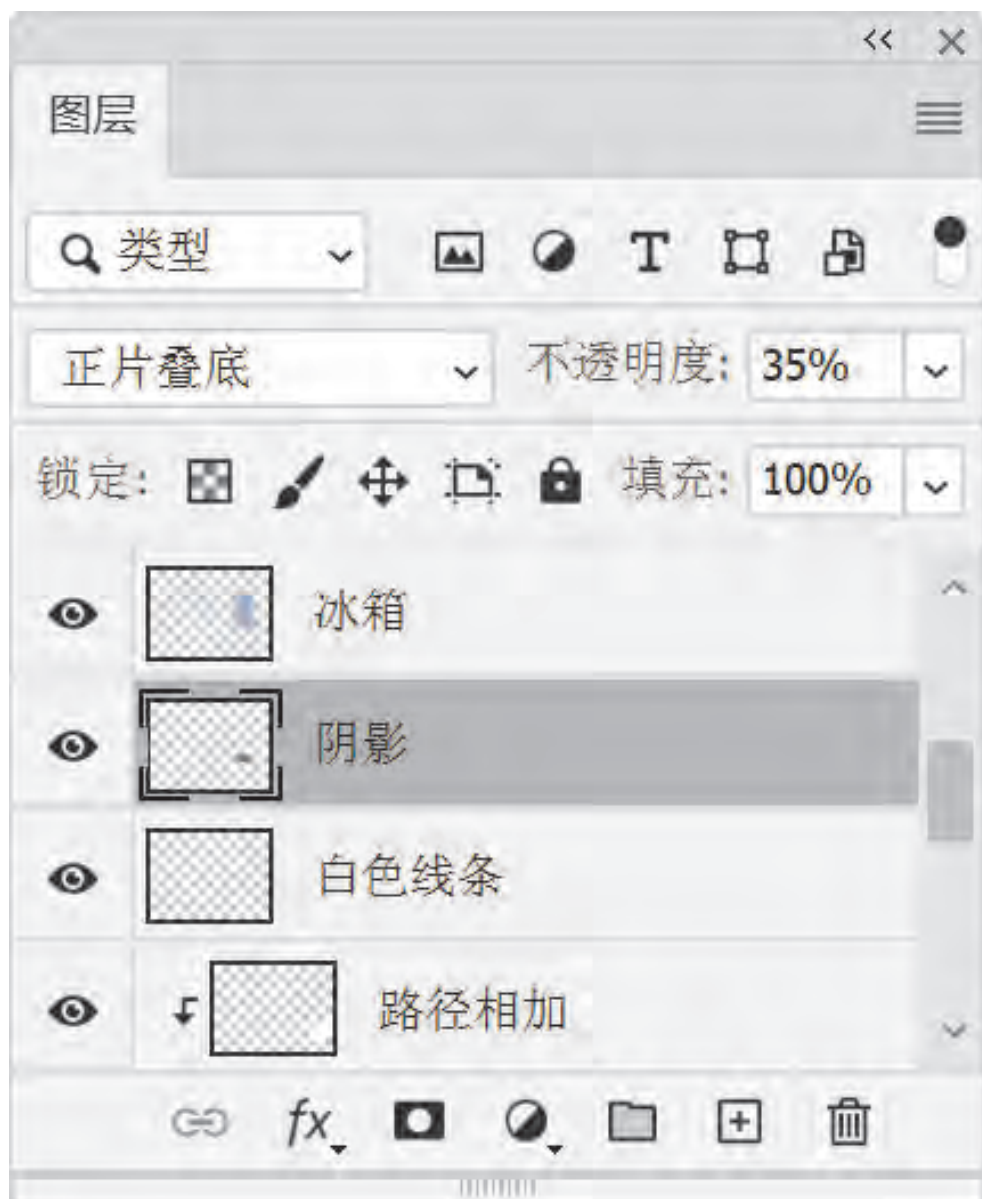 图层
类型
正片叠底 不透明度: 35%
锁定: 填充: 100%
冰箱
阴影
白色线条
路径相加
fx